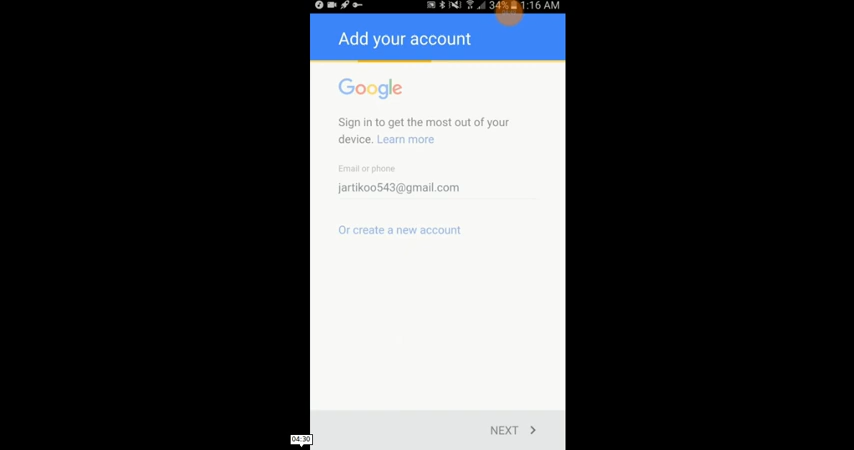 34% 1:16 AM
Add your account
Google
Sign in to get the most out of your
device. Learn more
Email or phone
jartikoo543@gmail.com
Or create a new account
NEXT
04:30